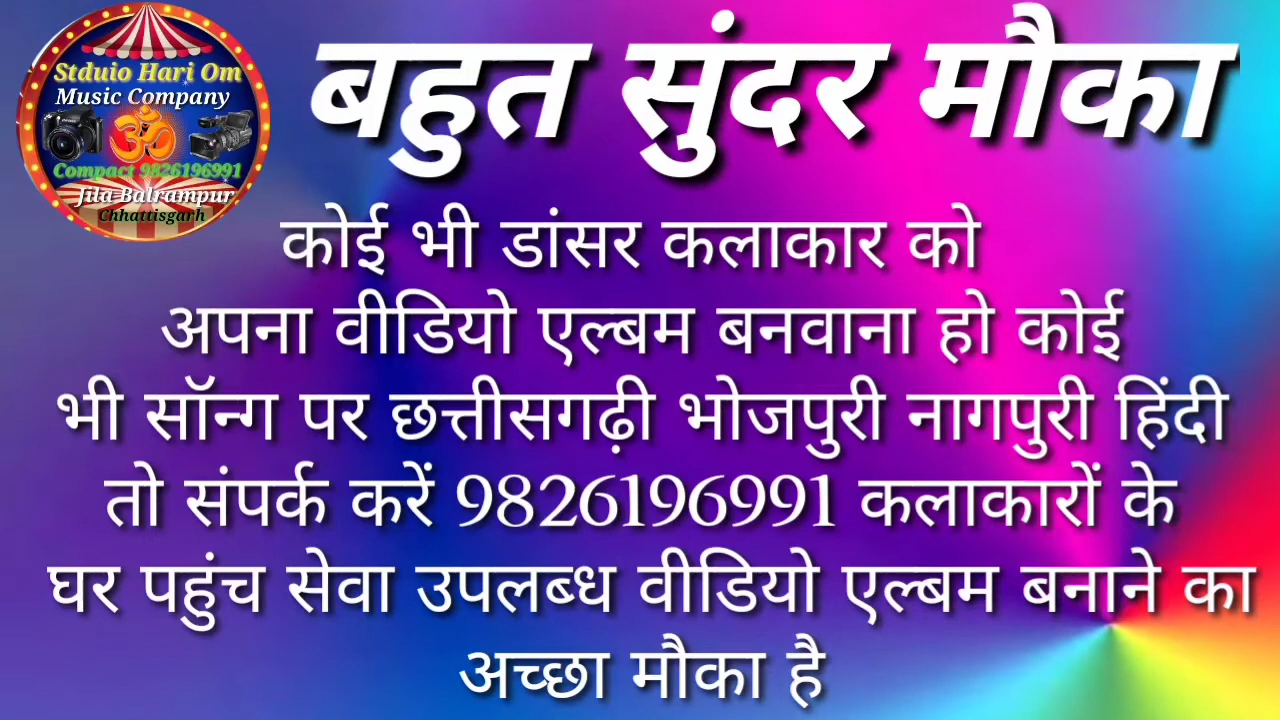 Stduio Hari Om
Music Company
ॐ
Compact 9826196991
Jila Balrampur
Chhattisgarh
बहुत सुंदर मौका
कोई भी डांसर कलाकार को
अपना वीडियो एल्बम बनवाना हो कोई
भी सॉन्ग पर छत्तीसगढ़ी भोजपुरी नागपुरी हिंदी
तो संपर्क करें 9826196991 कलाकारों के
घर पहुंच सेवा उपलब्ध वीडियो एल्बम बनाने का
अच्छा मौका है